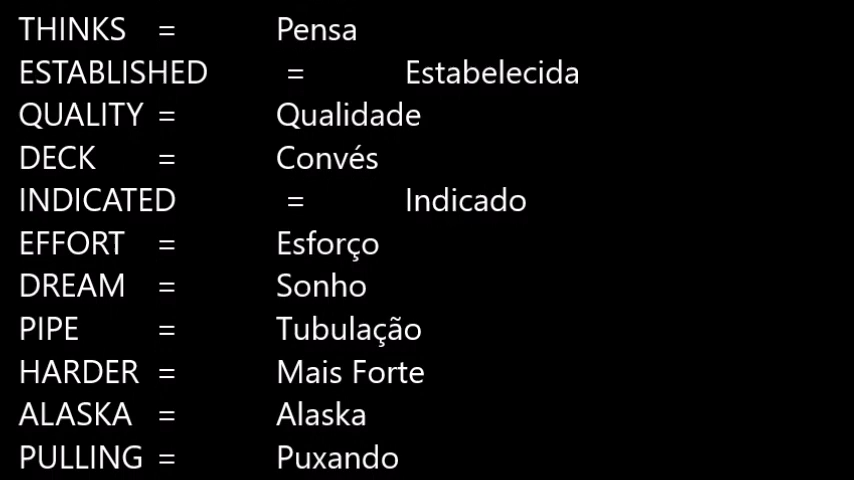 THINKS = Pensa
ESTABLISHED = Estabelecida
QUALITY = Qualidade
DECK = Convés
INDICATED = Indicado
EFFORT = Esforço
DREAM = Sonho
PIPE = Tubulação
HARDER = Mais Forte
ALASKA = Alaska
PULLING = Puxando